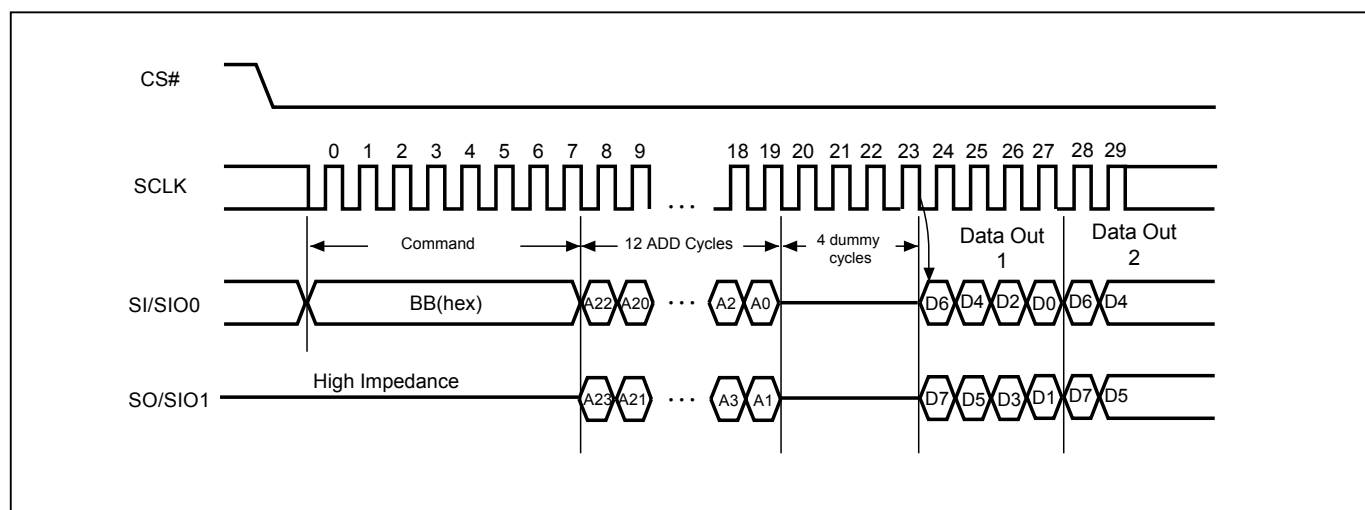 CS#
0 1 2 3 4 5 6 7 8 9 18 19 20 21 22 23 24 25 26 27 28 29
SCLK
...
Command
12 ADD Cycles
4 dummy
cycles
Data Out
1
Data Out
2
SI/SIO0
BB(hex)
A22 A20 ... A2 A0
D6 D4 D2 D0 D6 D4
High Impedance
SO/SIO1
A23 A21 ... A3 A1
D7 D5 D3 D1 D7 D5